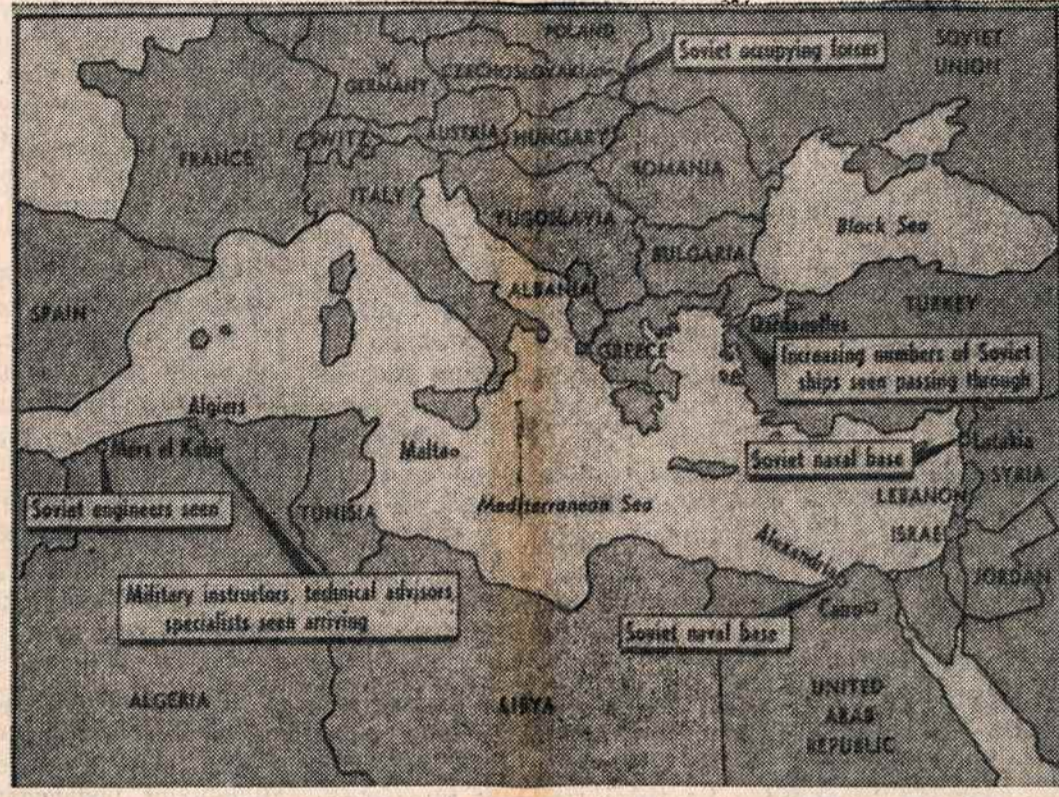 POLAND
Soviet occupying forces
SOVIET
UNION
W
GERMANY
CZECHOSLOVAKIA
FRANCE
SWITZ
AUSTRIA
HUNGARY
ROMANIA
ITALY
YUGOSLAVIA
Black Sea
BULGARIA
SPAIN
ALBANIA
TURKEY
Dardanelles
GREECE
Increasing numbers of Soviet
ships seen passing through
Algiers
Mers el Kebir
Malta
Soviet naval base
Latakia
SYRIA
LEBANON
Soviet engineers seen
TUNISIA
Mediterranean Sea
ISRAEL
Alexandria
JORDAN
Military instructors, technical advisors
specialists seen arriving
Cairo
Soviet naval base
ALGERIA
LIBYA
UNITED
ARAB
REPUBLIC